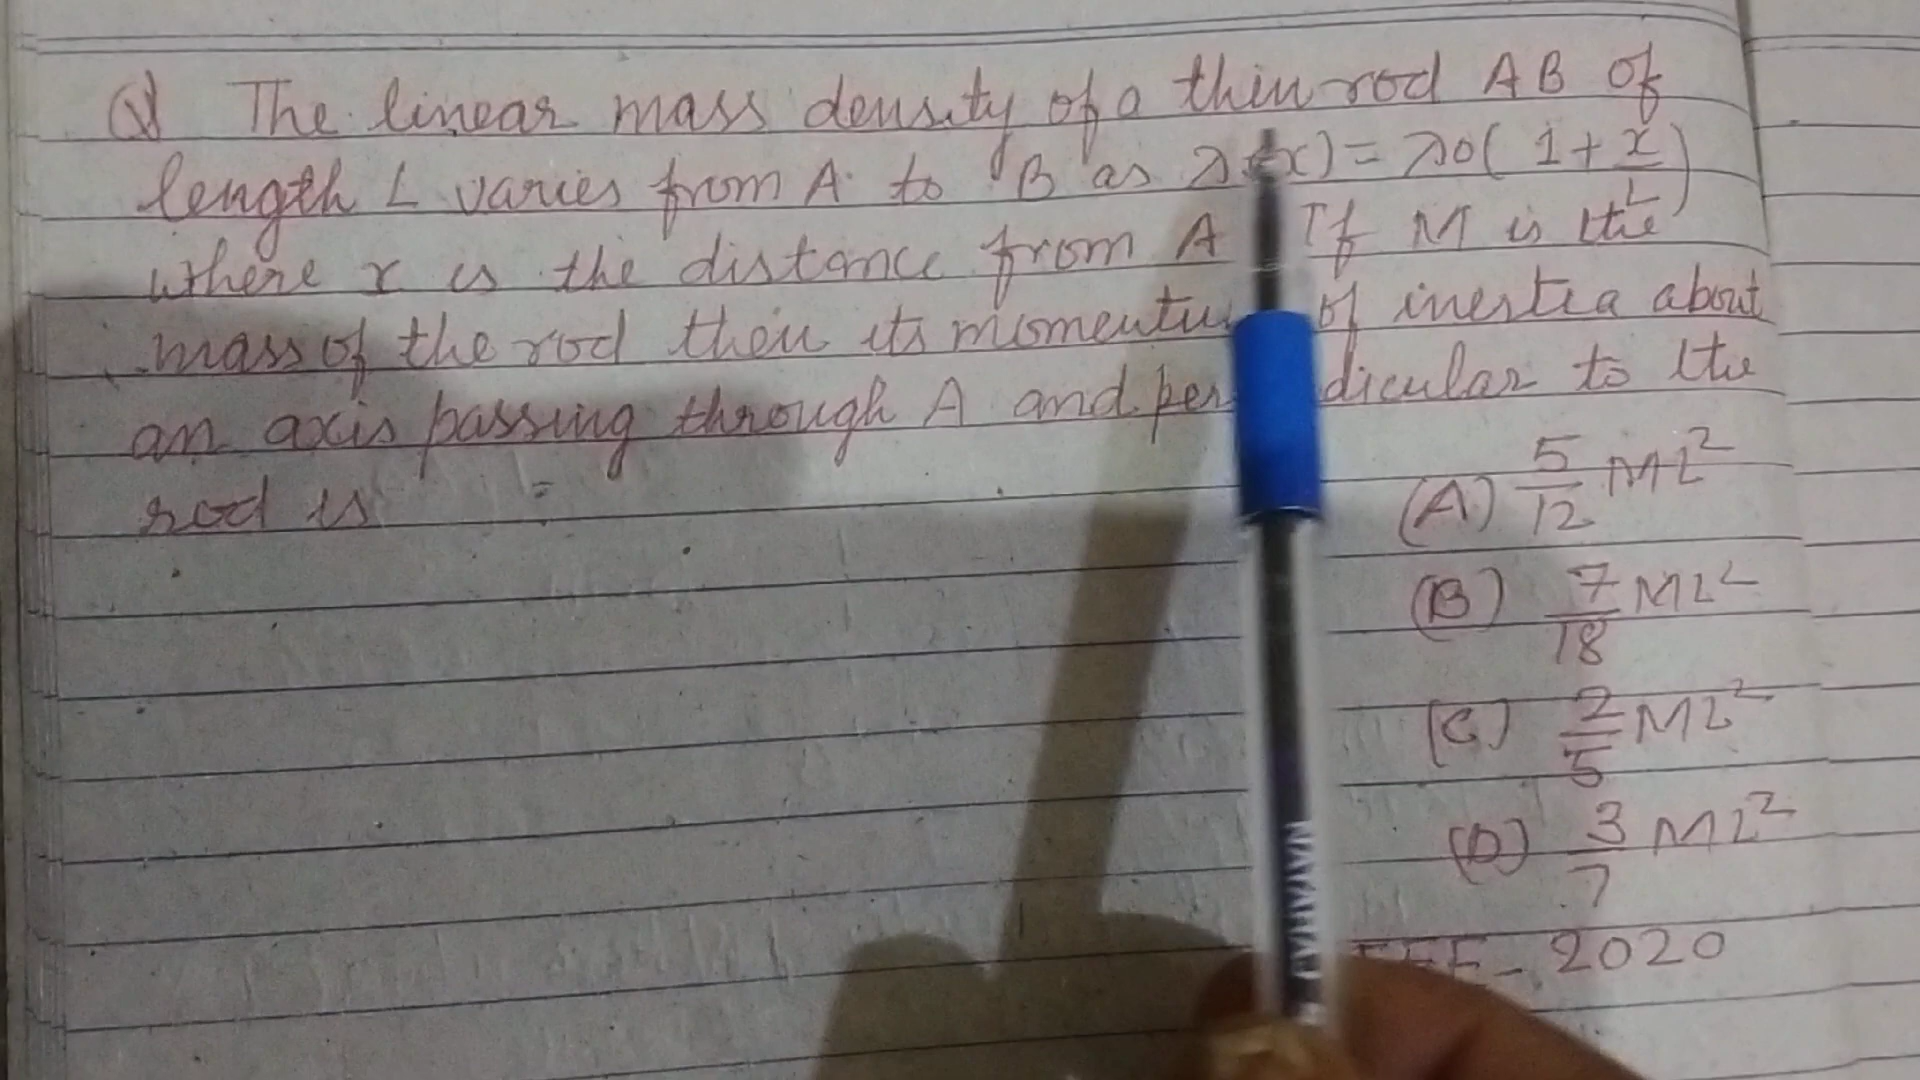 Q The linear mass density of a thin rod AB of
length L varies from A to B as λ(x) = λ0( 1 + x/L )
where x is the distance from A If M is the
mass of the rod then its momentu of inertia about
an axis passing through A and per dicular to the
rod is
(A) 5/12 ML²
(B) 7/18 ML²
(C) 2/5 ML²
(D) 3/7 ML²
2020
NATARAJ